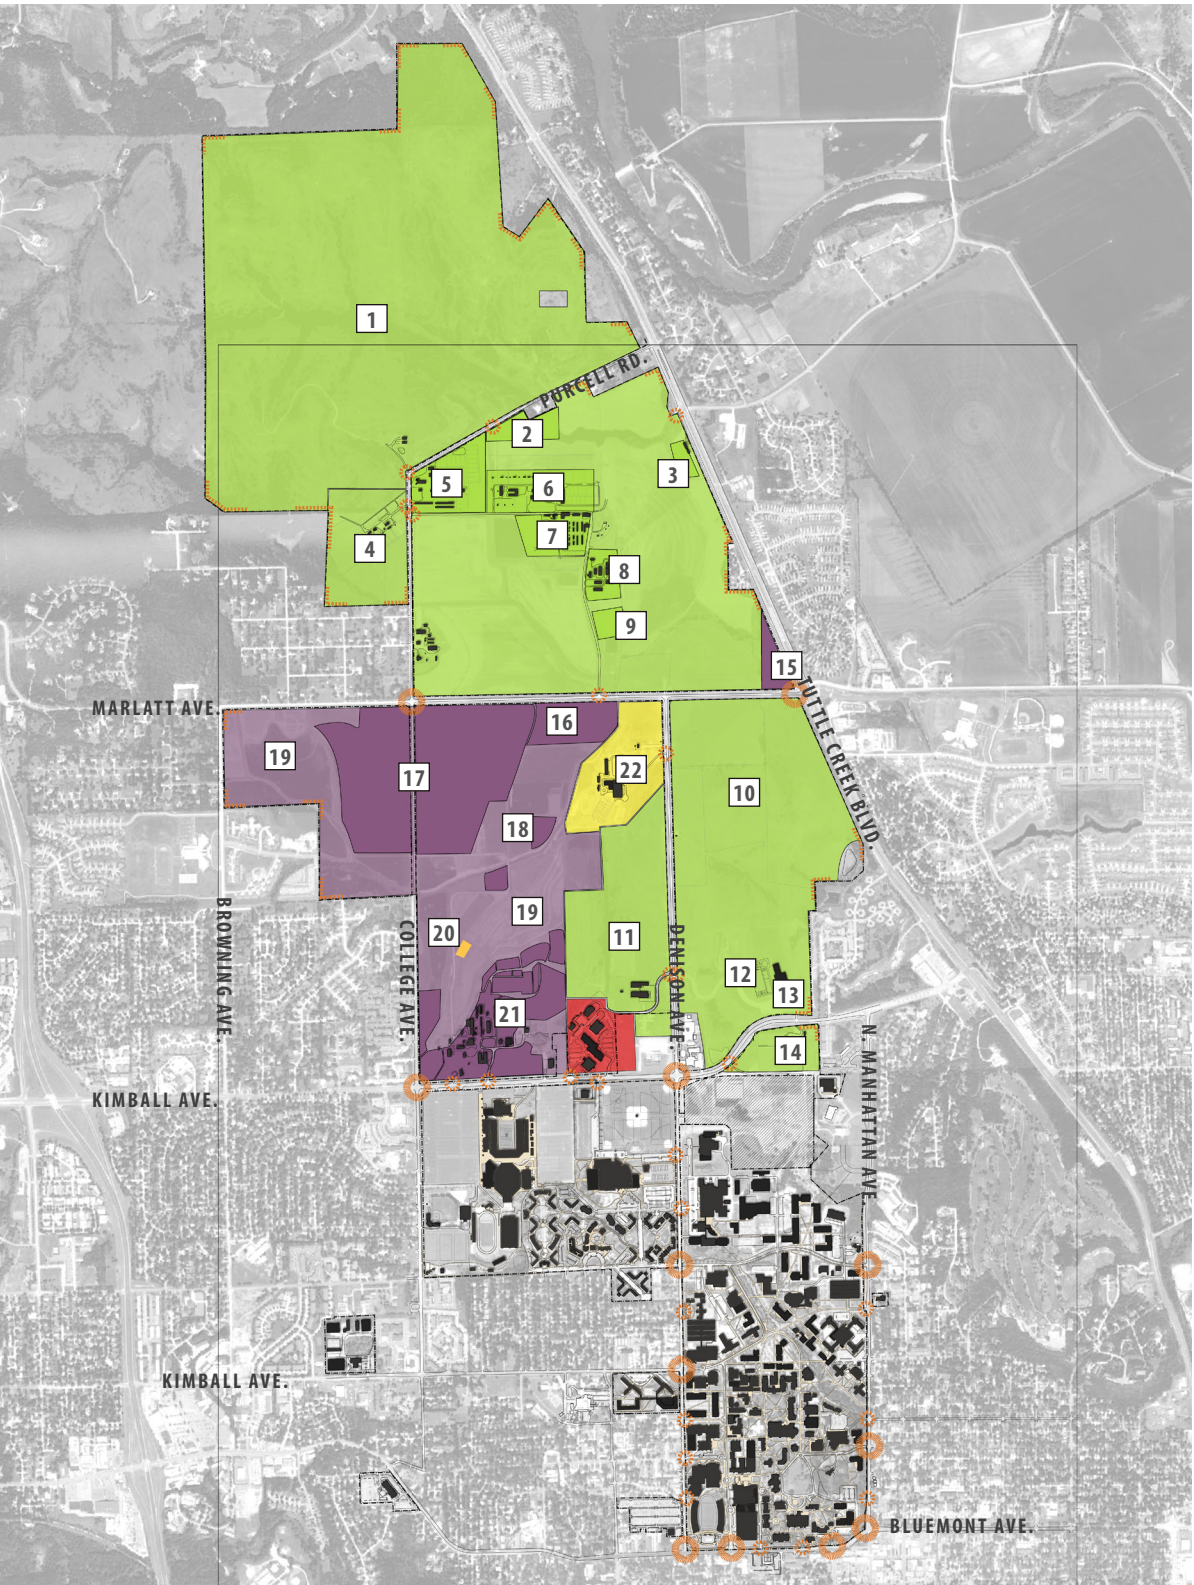 1
PURCELL RD.
2
3
5
6
7
4
8
9
15
MARLATT AVE.
TUTTLE CREEK BLVD.
16
19
17
22
10
18
BROWNING AVE.
COLLEGE AVE.
20
19
11
DENISON AVE.
12
13
21
14
N. MANHATTAN AVE.
KIMBALL AVE.
KIMBALL AVE.
BLUEMONT AVE.